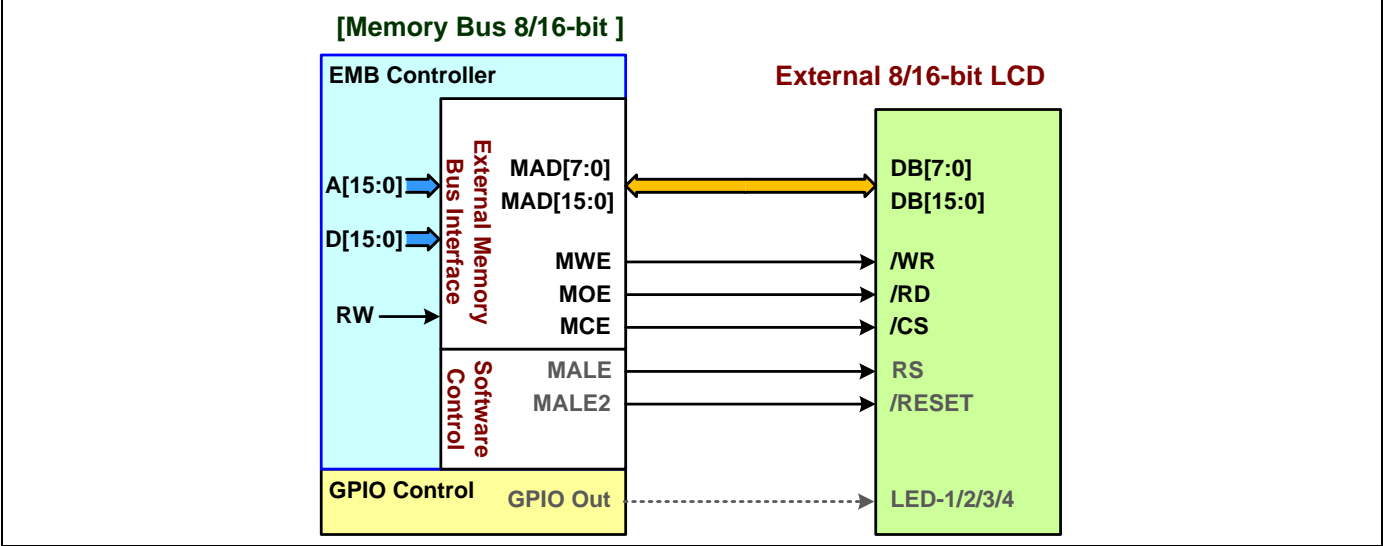 [Memory Bus 8/16-bit ]
EMB Controller
External 8/16-bit LCD
External Memory
Bus Interface
A[15:0]
D[15:0]
RW
MAD[7:0]
MAD[15:0]
MWE
MOE
MCE
DB[7:0]
DB[15:0]
/WR
/RD
/CS
Software
Control
MALE
MALE2
RS
/RESET
GPIO Control
GPIO Out
LED-1/2/3/4